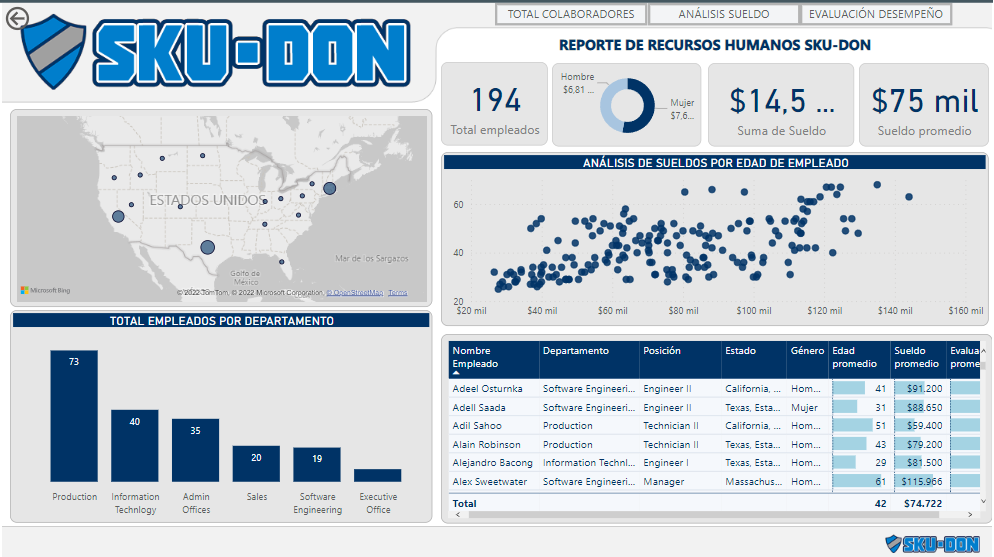 SKU-DON
TOTAL COLABORADORES
ANÁLISIS SUELDO
EVALUACIÓN DESEMPEÑO
REPORTE DE RECURSOS HUMANOS SKU-DON
194
Total empleados
Hombre
$6,81 ...
Mujer
$7,6...
$14,5 ...
Suma de Sueldo
$75 mil
Sueldo promedio
ESTADOS UNIDOS
Mar de los Sargazos
Golfo de
México
Microsoft Bing
© 2022 TomTom, © 2022 Microsoft Corporation, © OpenStreetMap Terms
ANÁLISIS DE SUELDOS POR EDAD DE EMPLEADO
60
40
20
$20 mil $40 mil $60 mil $80 mil $100 mil $120 mil $140 mil $160 mil
TOTAL EMPLEADOS POR DEPARTAMENTO
73
40
35
20
19
Production
Information
Technlogy
Admin
Offices
Sales
Software
Engineering
Executive
Office
Nombre Empleado Departamento Posición Estado Género Edad promedio Sueldo promedio Evalua prome
Adeel Osturnka Software Engineeri... Engineer II California, ... Hom... 41 $91.200
Adell Saada Software Engineeri... Engineer II Texas, Esta... Mujer 31 $88.650
Adil Sahoo Production Technician II California, ... Hom... 51 $59.400
Alain Robinson Production Technician II Texas, Esta... Hom... 43 $79.200
Alejandro Bacong Information Technl... Engineer I Texas, Esta... Hom... 29 $81.500
Alex Sweetwater Software Engineeri... Manager Massachus... Hom... 61 $115.966
Total 42 $74.722
SKU-DON